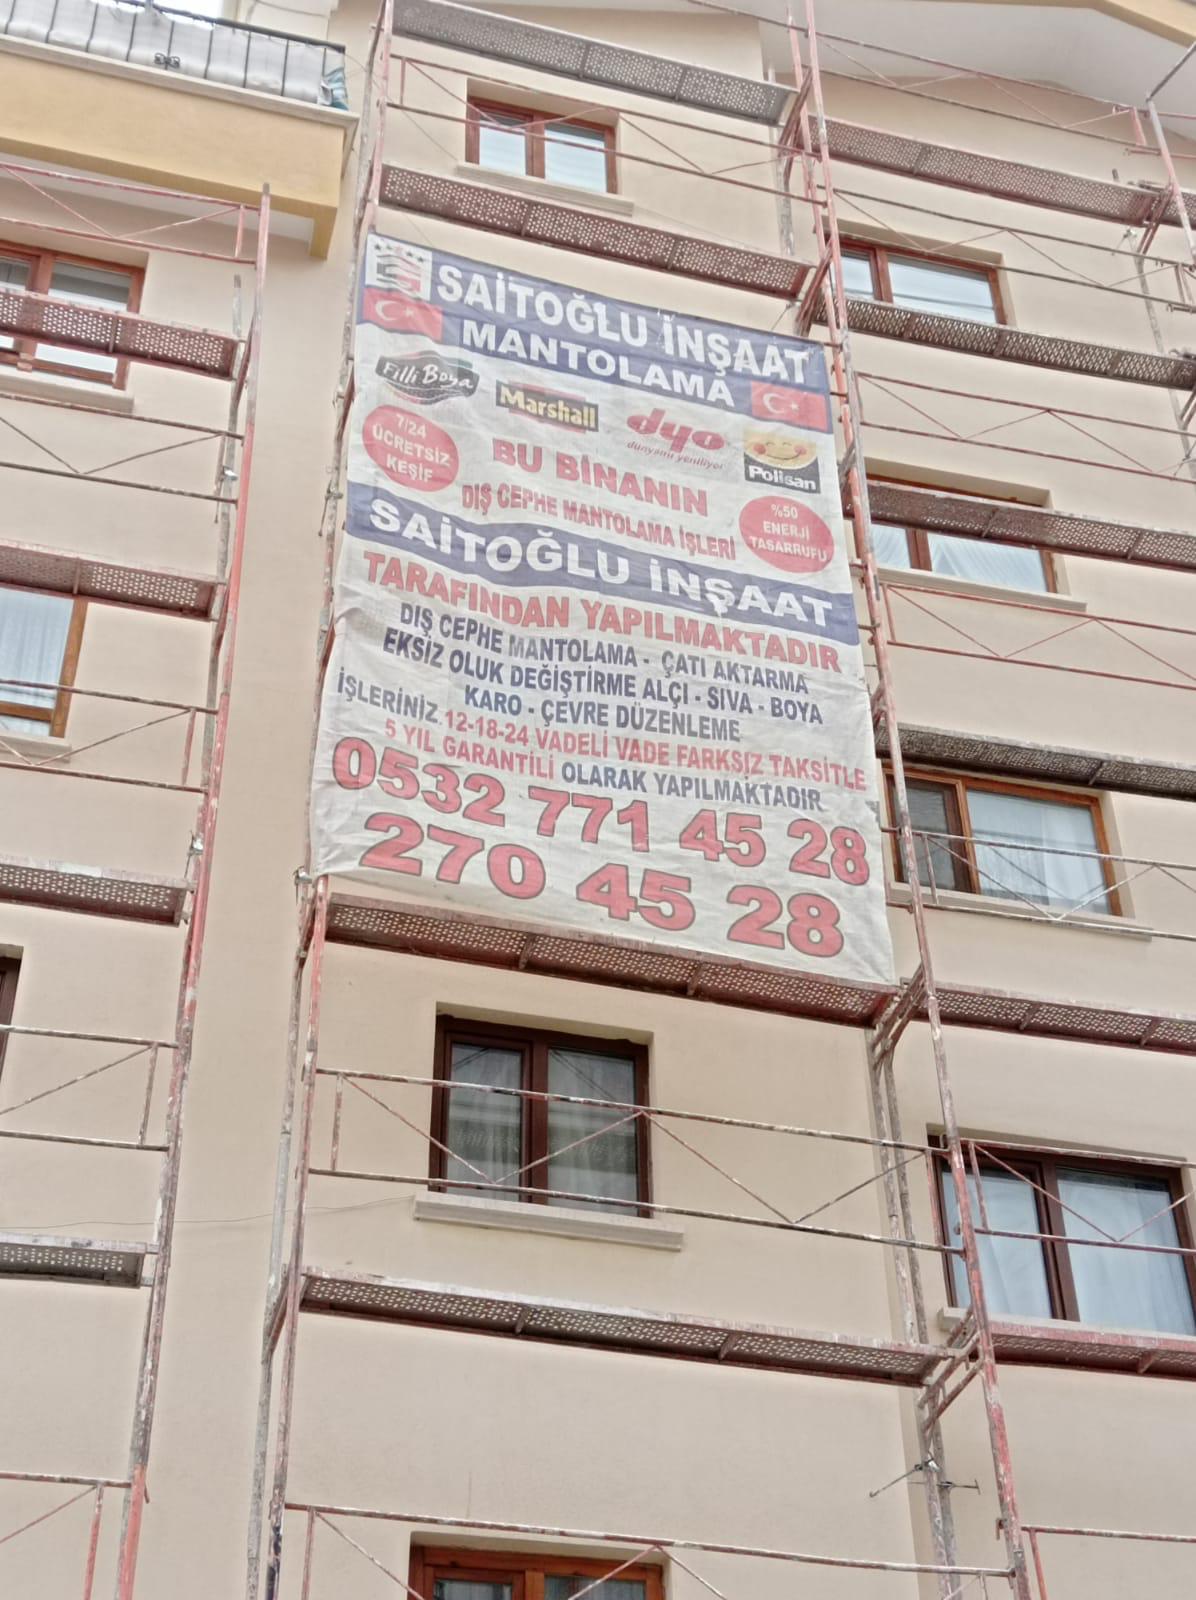 SAİTOĞLU İNŞAAT
MANTOLAMA
Filli Boya
Marshall
dyo
dünyamı yeniliyor
Polisan
7/24
ÜCRETSİZ
KEŞİF
BU BİNANIN
DIŞ CEPHE MANTOLAMA İŞLERİ
%50
ENERJİ
TASARRUFU
SAİTOĞLU İNŞAAT
TARAFINDAN YAPILMAKTADIR
DIŞ CEPHE MANTOLAMA - ÇATI AKTARMA
EKSİZ OLUK DEĞİŞTİRME ALÇI - SIVA - BOYA
KARO - ÇEVRE DÜZENLEME
İŞLERİNİZ 12-18-24 VADELİ VADE FARKSIZ TAKSİTLE
5 YIL GARANTİLİ OLARAK YAPILMAKTADIR
0532 771 45 28
270 45 28